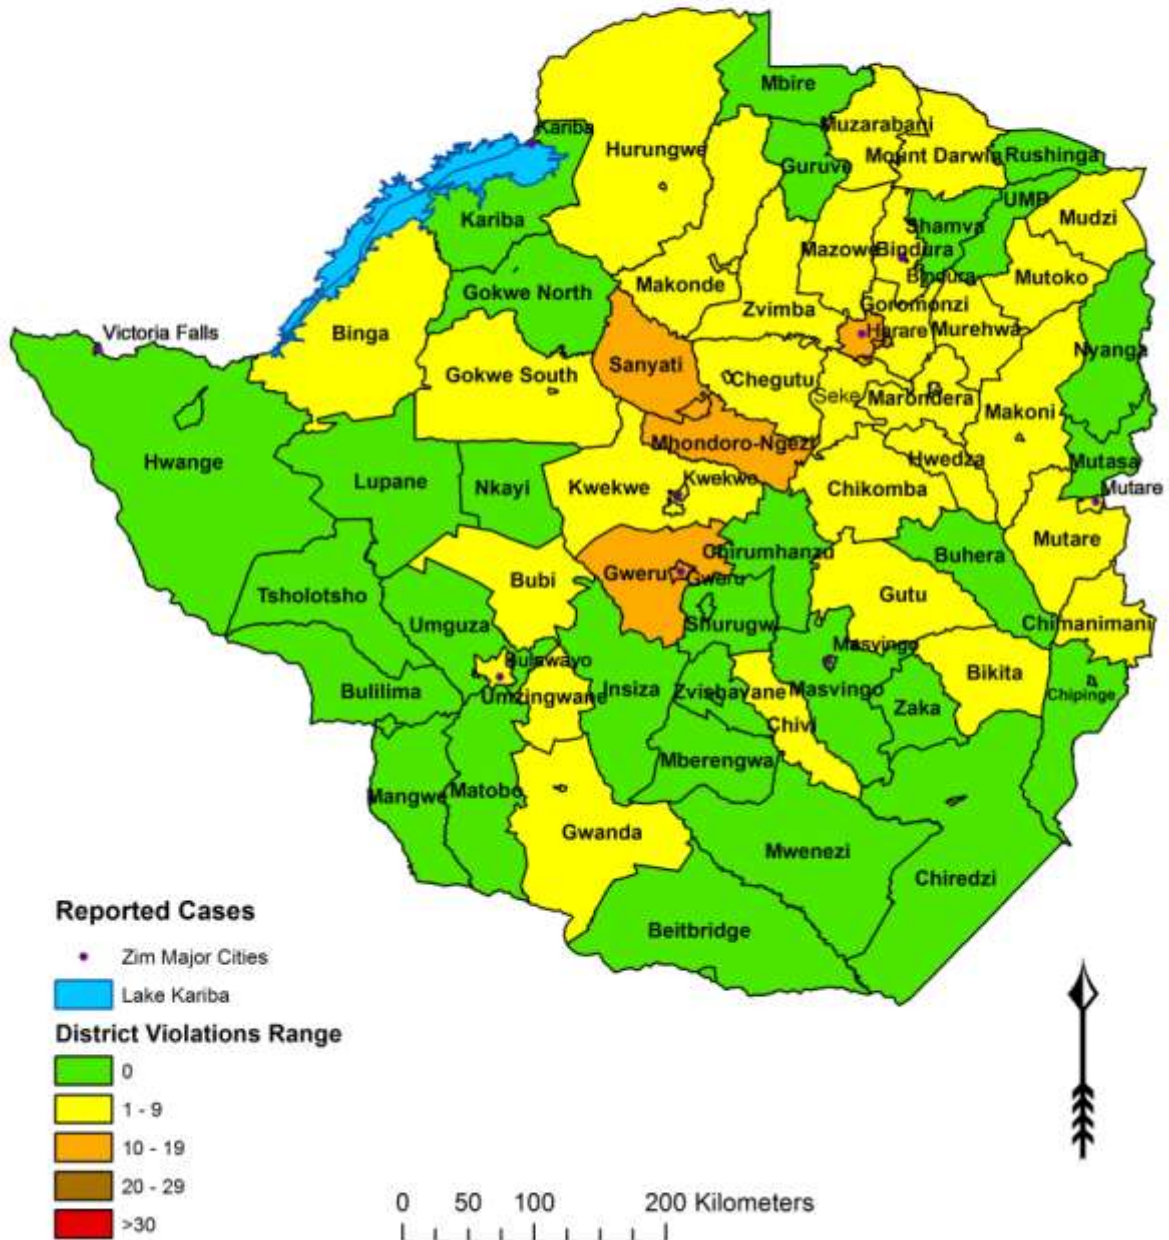 Mbire
Kariba
Muzarabani
Hurungwe
Mount Darwin
Rushinga
Guruve
UMP
Kariba
Shamva
Mudzi
Mazowe
Bindura
Bindura
Mutoko
Makonde
Gokwe North
Zvimba
Goromonzi
Victoria Falls
Binga
Harare
Murehwa
Nyanga
Sanyati
Gokwe South
Chegutu
Seke
Marondera
Makoni
Mhondoro-Ngezi
Hwange
Hwedza
Mutasa
Lupane
Nkayi
Kwekwe
Kwekwe
Chikomba
Mutare
Mutare
Chirumhanzu
Buhera
Gweru
Gweru
Bubi
Tsholotsho
Gutu
Umguza
Shurugwi
Chimanimani
Masvingo
Bulawayo
Bikita
Bulilima
Umzingwane
Insiza
Zvishavane
Masvingo
Zaka
Chipinge
Chivi
Mberengwa
Mangwe
Matobo
Gwanda
Mwenezi
Chiredzi
Beitbridge
Reported Cases
Zim Major Cities
Lake Kariba
District Violations Range
0
1 - 9
10 - 19
20 - 29
>30
0 50 100 200 Kilometers